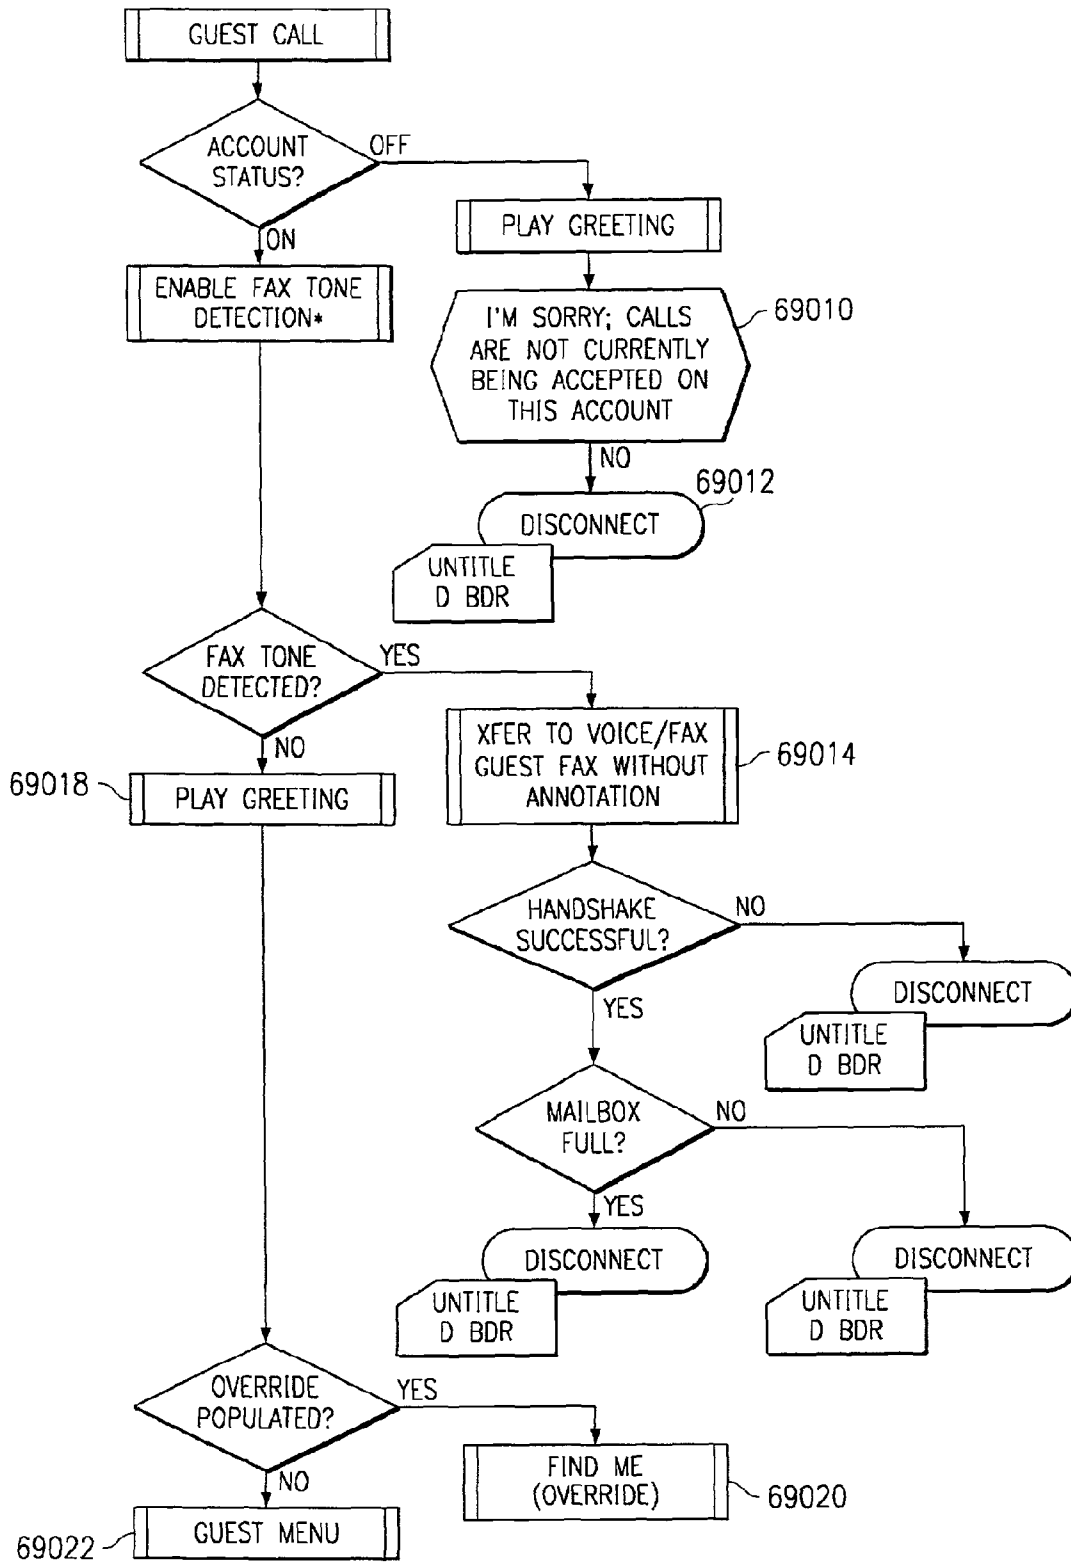 GUEST CALL
ACCOUNT
STATUS?
OFF
ON
PLAY GREETING
ENABLE FAX TONE
DETECTION*
I'M SORY; CALLS
ARE NOT CURRENTLY
BEING ACCEPTED ON
THIS ACCOUNT
69010
NO
69012
DISCONNECT
UNTITLE
D BDR
FAX TONE
DETECTED?
YES
NO
XFER TO VOICE/FAX
GUEST FAX WITHOUT
ANNOTATION
69014
69018
PLAY GREETING
HANDSHAKE
SUCCESSFUL?
NO
YES
DISCONNECT
UNTITLE
D BDR
MAILBOX
FULL?
NO
YES
DISCONNECT
UNTITLE
D BDR
DISCONNECT
UNTITLE
D BDR
OVERRIDE
POPULATED?
YES
NO
FIND ME
(OVERRIDE)
69020
69022
GUEST MENU